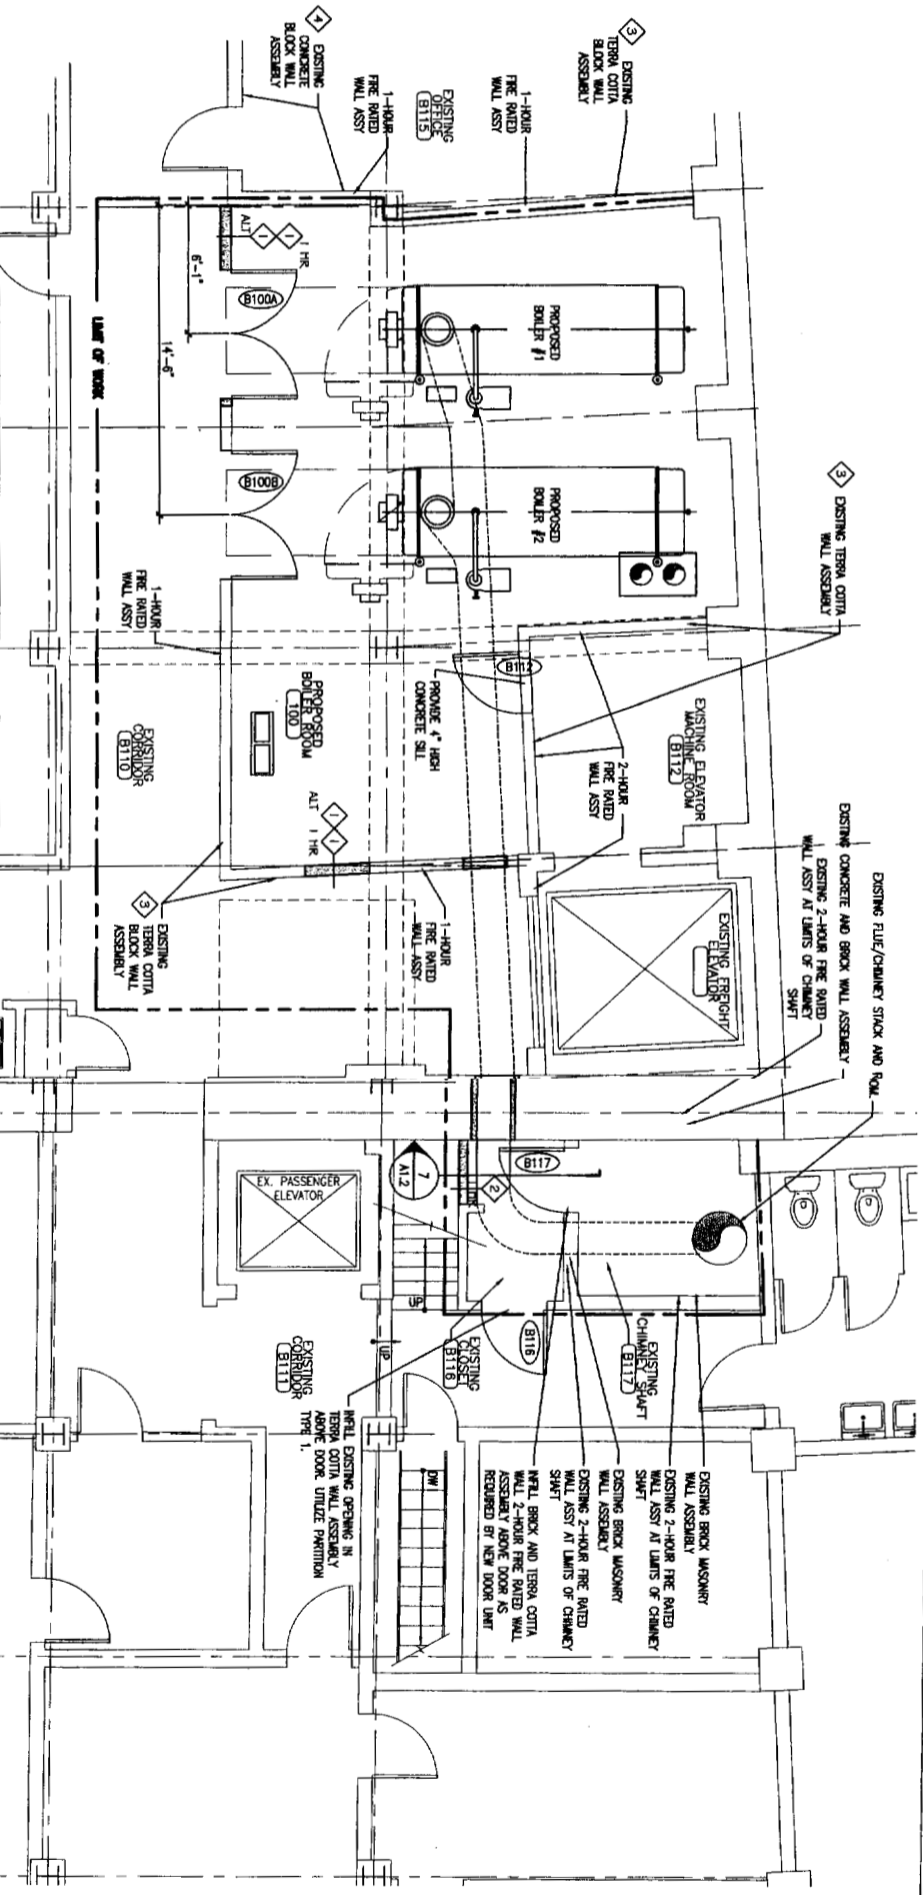 4
EXISTING
CONCRETE
BLOCK WALL
ASSEMBLY
1-HOUR
FIRE RATED
WALL ASSY
EXISTING
OFFICE
B115
1-HOUR
FIRE RATED
WALL ASSY
3
EXISTING
TERRA COTTA
BLOCK WALL
ASSEMBLY
1 HR
1
1
ALT
6'-1"
14'-6"
B100A
B100B
LIMIT OF WORK
PROPOSED
BOILER #1
PROPOSED
BOILER #2
3
EXISTING TERRA COTTA
WALL ASSEMBLY
1-HOUR
FIRE RATED
WALL ASSY
B112
PROVIDE 4" HIGH
CONCRETE SILL
PROPOSED
BOILER ROOM
100
EXISTING
CORRIDOR
B110
EXISTING ELEVATOR
MACHINE ROOM
B112
2-HOUR
FIRE RATED
WALL ASSY
1 HR
1
1
ALT
3
EXISTING
TERRA COTTA
BLOCK WALL
ASSEMBLY
1-HOUR
FIRE RATED
WALL ASSY
EXISTING FREIGHT
ELEVATOR
EXISTING FLUE/CHIMNEY STACK AND
EXISTING CONCRETE AND BRICK WALL ASSEMBLY
EXISTING 2-HOUR FIRE RATED
WALL ASSY AT LIMITS OF CHIMNEY
SHAFT
EX. PASSENGER
ELEVATOR
7
A1.2
2
B117
UP
UP
B116
EXISTING
CORRIDOR
B111
EXISTING
CLOSET
B116
EXISTING
CHIMNEY SHAFT
B117
DW
INFILL EXISTING OPENING IN
TERRA COTTA WALL ASSEMBLY
ABOVE DOOR. UTILIZE PARTITION
TYPE 1.
EXISTING BRICK MASONRY
WALL ASSEMBLY
EXISTING 2-HOUR FIRE RATED
WALL ASSY AT LIMITS OF CHIMNEY
SHAFT
EXISTING BRICK MASONRY
WALL ASSEMBLY
EXISTING 2-HOUR FIRE RATED
WALL ASSY AT LIMITS OF CHIMNEY
SHAFT
INFILL BRICK AND TERRA COTTA
WALL 2-HOUR FIRE RATED WALL
ASSEMBLY ABOVE DOOR AS
REQUIRED BY NEW DOOR UNIT